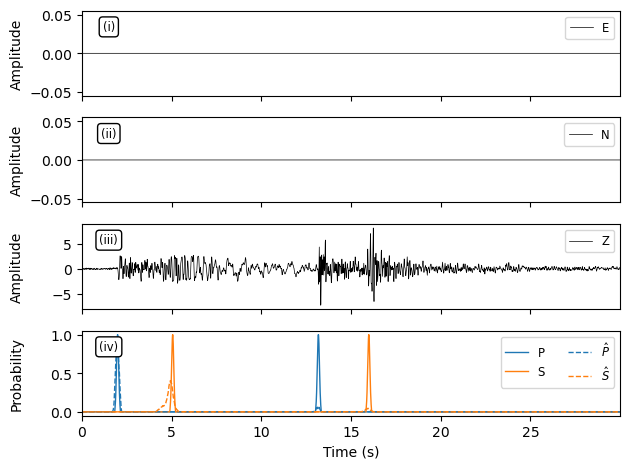 Amplitude
0.05
0.00
−0.05
(i)
E
Amplitude
0.05
0.00
−0.05
(ii)
N
Amplitude
5
0
−5
(iii)
Z
Probability
1.0
0.5
0.0
(iv)
P
S
P̂
Ŝ
0 5 10 15 20 25
Time (s)